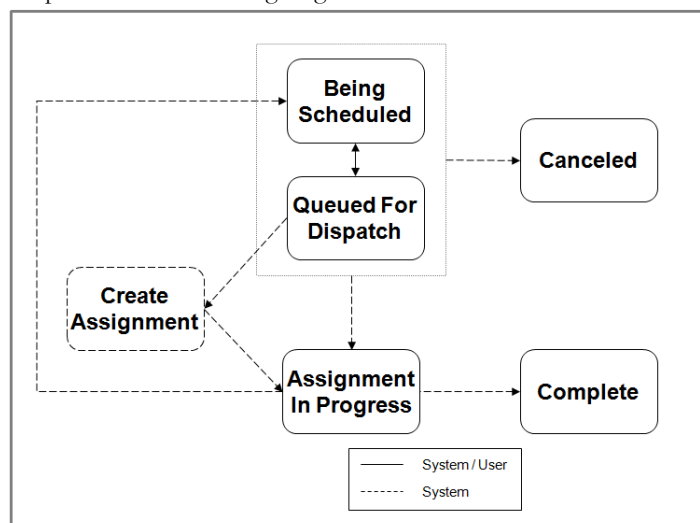 Being
Scheduled
Canceled
Queued For
Dispatch
Create
Assignment
Assignment
In Progress
Complete
System / User
System